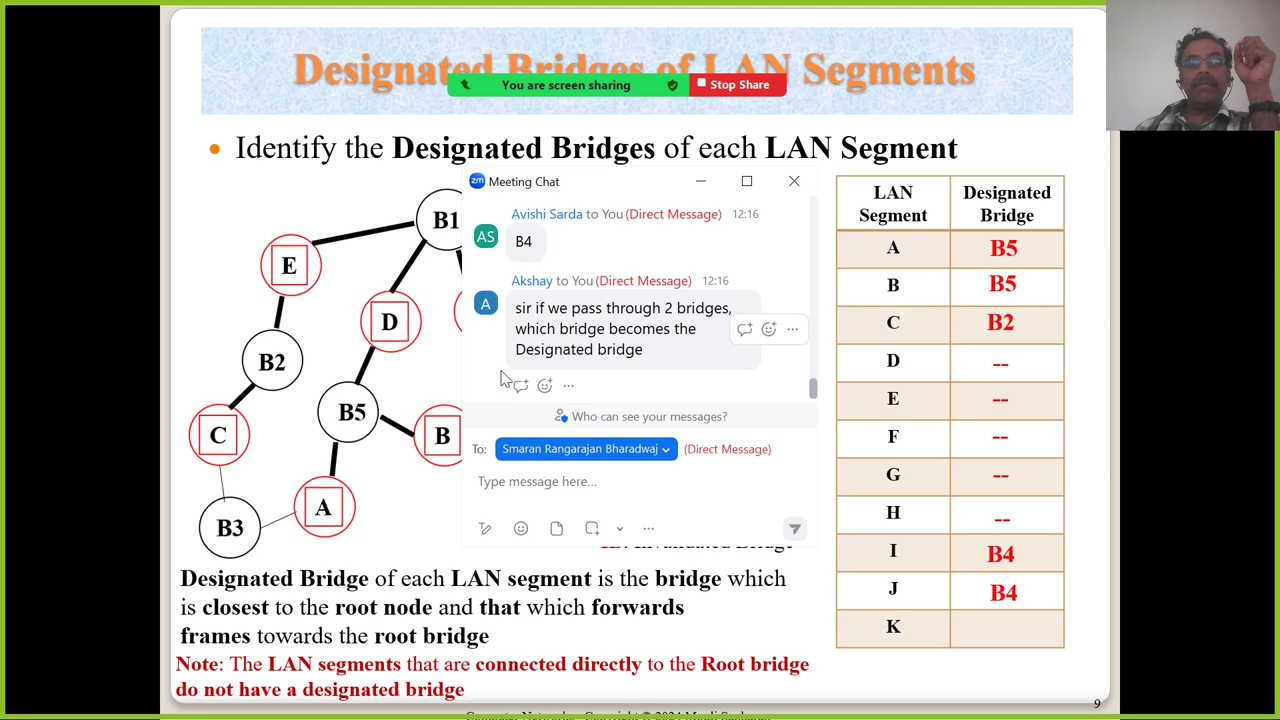 Designated Bridges of LAN Segments
You are screen sharing
Stop Share
Identify the Designated Bridges of each LAN Segment
B1
E
D
B2
B5
C
B
A
B3
zm Meeting Chat
Avishi Sarda to You (Direct Message) 12:16
AS
B4
Akshay to You (Direct Message) 12:16
A
sir if we pass through 2 bridges,
which bridge becomes the
Designated bridge
Who can see your messages?
To: Smaran Rangarajan Bharadwaj (Direct Message)
Type message here...
Designated Bridge of each LAN segment is the bridge which
is closest to the root node and that which forwards
frames towards the root bridge
Note: The LAN segments that are connected directly to the Root bridge
do not have a designated bridge
LAN Segment Designated Bridge
A B5
B B5
C B2
D --
E --
F --
G --
H --
I B4
J B4
K
9